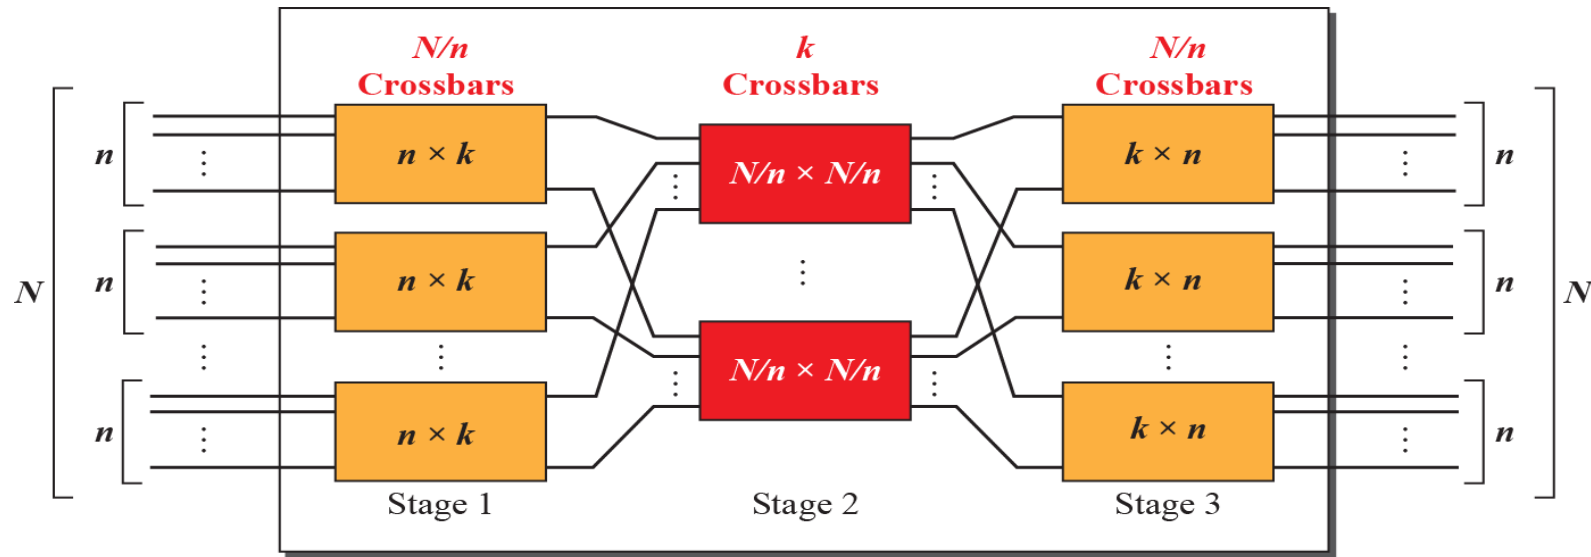 N/n
Crossbars
k
Crossbars
N/n
Crossbars
N
n
n × k
N/n × N/n
k × n
n
n
n × k
k × n
n
N
n
n × k
N/n × N/n
k × n
n
Stage 1
Stage 2
Stage 3